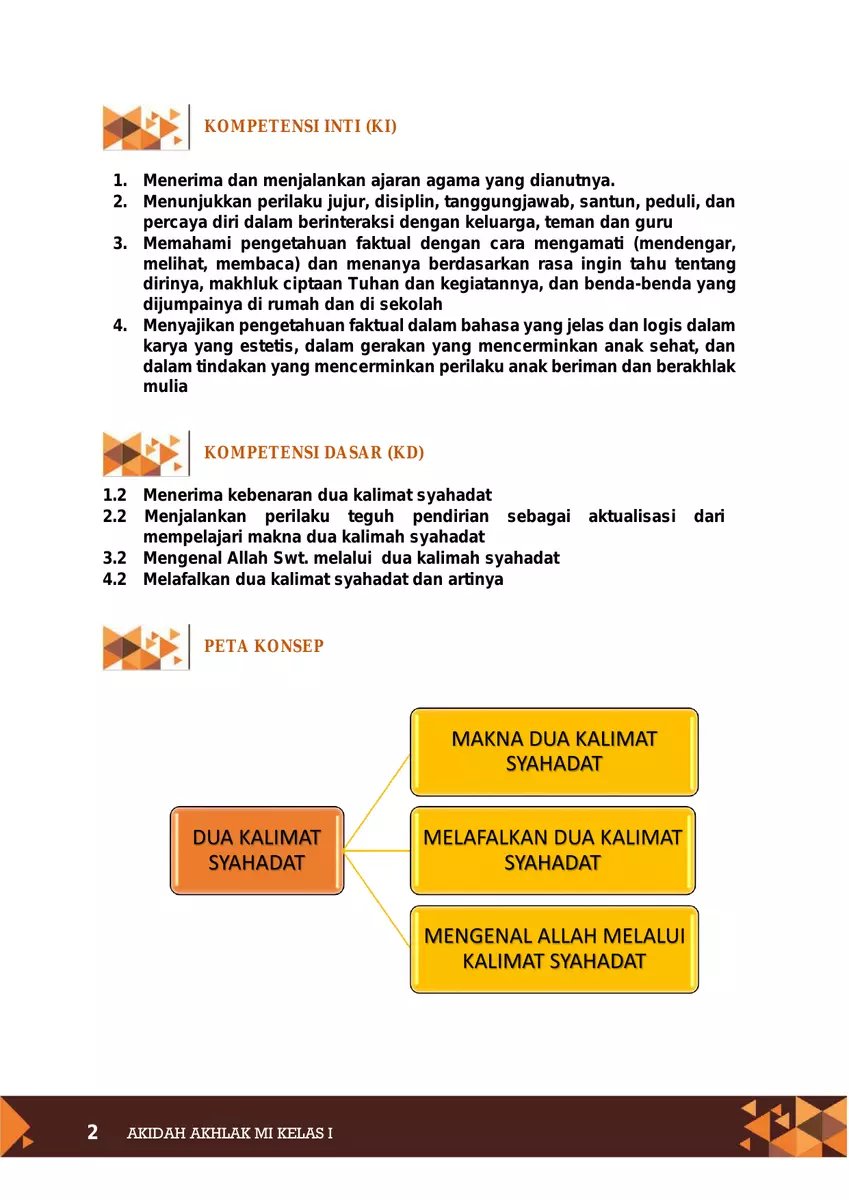 KOMPETENSI INTI (KI)
1. Menerima dan menjalankan ajaran agama yang dianutnya.
2. Menunjukkan perilaku jujur, disiplin, tanggungjawab, santun, peduli, dan
percaya diri dalam berinteraksi dengan keluarga, teman dan guru
3. Memahami pengetahuan faktual dengan cara mengamati (mendengar,
melihat, membaca) dan menanya berdasarkan rasa ingin tahu tentang
dirinya, makhluk ciptaan Tuhan dan kegiatannya, dan benda-benda yang
dijumpainya di rumah dan di sekolah
4. Menyajikan pengetahuan faktual dalam bahasa yang jelas dan logis dalam
karya yang estetis, dalam gerakan yang mencerminkan anak sehat, dan
dalam tindakan yang mencerminkan perilaku anak beriman dan berakhlak
mulia
KOMPETENSI DASAR (KD)
1.2 Menerima kebenaran dua kalimat syahadat
2.2 Menjalankan perilaku teguh pendirian sebagai aktualisasi dari
mempelajari makna dua kalimah syahadat
3.2 Mengenal Allah Swt. melalui dua kalimah syahadat
4.2 Melafalkan dua kalimat syahadat dan artinya
PETA KONSEP
DUA KALIMAT
SYAHADAT
MAKNA DUA KALIMAT
SYAHADAT
MELAFALKAN DUA KALIMAT
SYAHADAT
MENGENAL ALLAH MELALUI
KALIMAT SYAHADAT
2 AKIDAH AKHLAK MI KELAS I